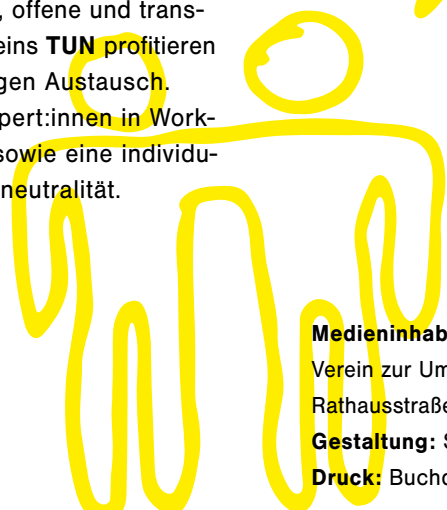 , offene und trans-
eins TUN profitieren
gen Austausch.
pert:innen in Work-
sowie eine individu-
neutralität.
Medieninhab
Verein zur Um
Rathausstraße
Gestaltung: S
Druck: Buchd